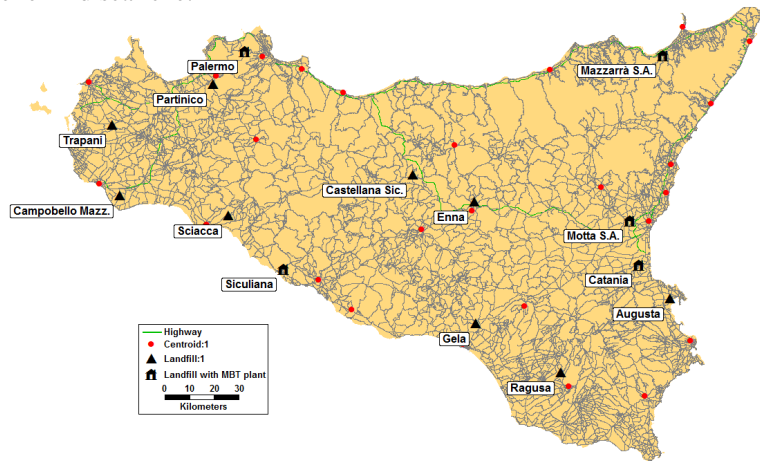 Palermo
Mazzarrà S.A.
Partinico
Trapani
Castellana Sic.
Campobello Mazz.
Enna
Sciacca
Motta S.A.
Siculiana
Catania
Augusta
Gela
Ragusa
Highway
Centroid:1
Landfill:1
Landfill with MBT plant
0 10 20 30
Kilometers